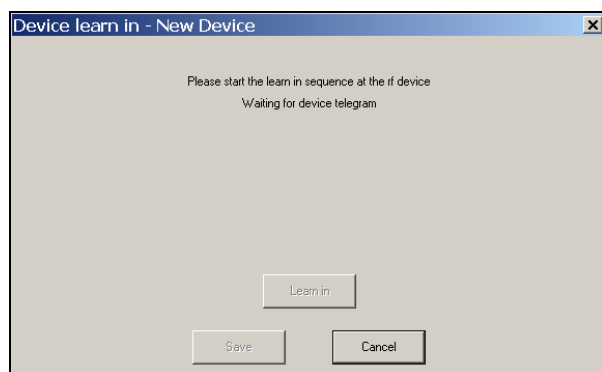 Device learn in - New Device
Please start the learn in sequence at the rf device
Waiting for device telegram
Learn in
Save
Cancel